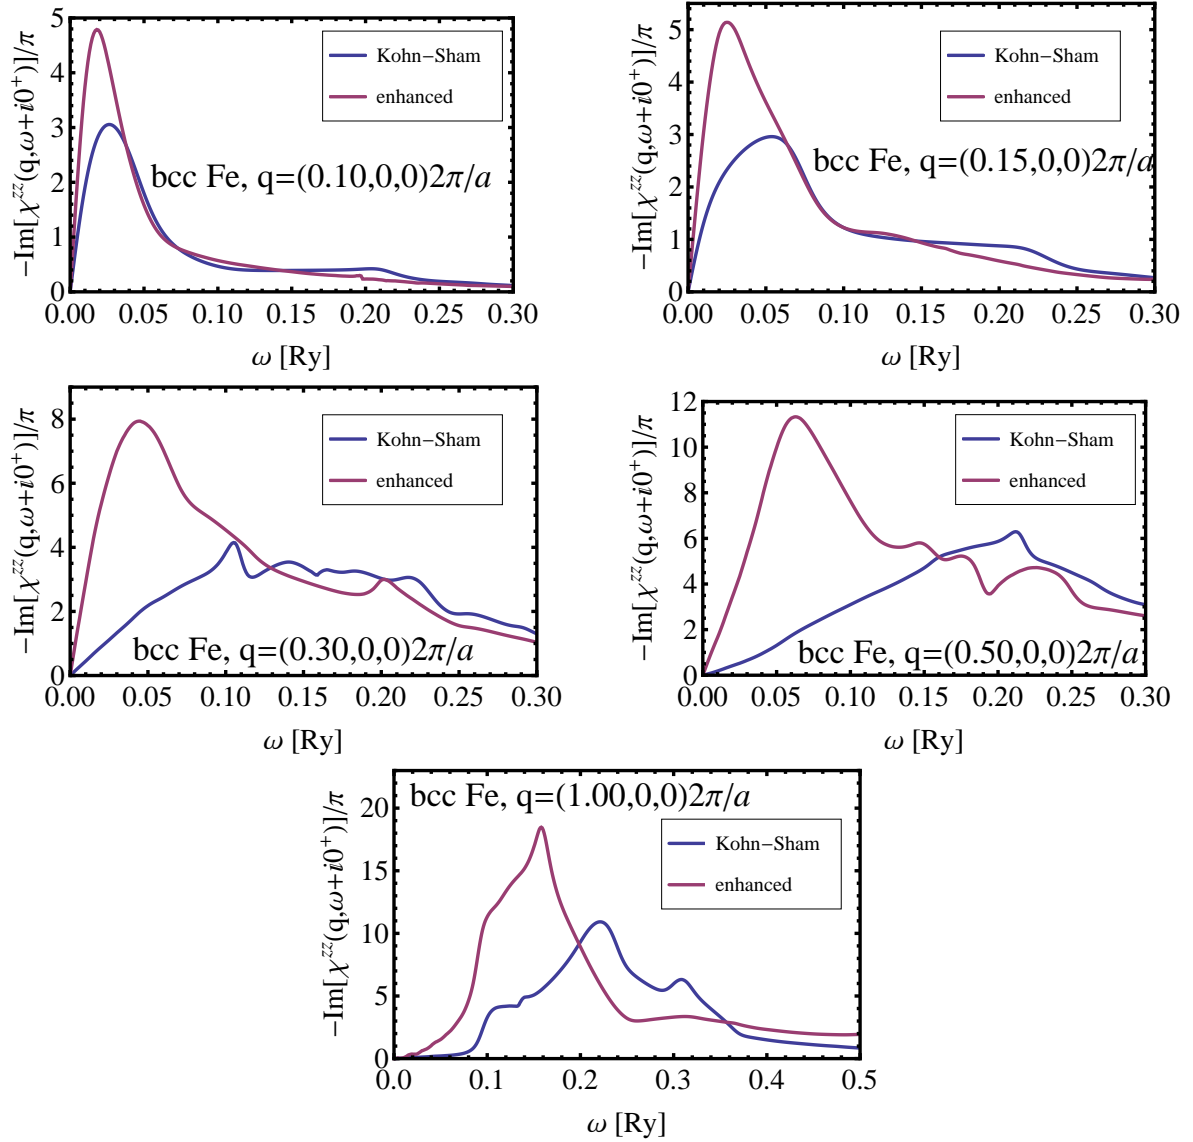 −Im[χ^{zz}(q,ω+i0⁺)]/π
5
4
3
2
1
0
Kohn−Sham
enhanced
bcc Fe, q=(0.10,0,0)2π/a
0.00 0.05 0.10 0.15 0.20 0.25 0.30
ω [Ry]
−Im[χ^{zz}(q,ω+i0⁺)]/π
5
4
3
2
1
0
Kohn−Sham
enhanced
bcc Fe, q=(0.15,0,0)2π/a
0.00 0.05 0.10 0.15 0.20 0.25 0.30
ω [Ry]
−Im[χ^{zz}(q,ω+i0⁺)]/π
8
6
4
2
0
Kohn−Sham
enhanced
bcc Fe, q=(0.30,0,0)2π/a
0.00 0.05 0.10 0.15 0.20 0.25 0.30
ω [Ry]
−Im[χ^{zz}(q,ω+i0⁺)]/π
12
10
8
6
4
2
0
Kohn−Sham
enhanced
bcc Fe, q=(0.50,0,0)2π/a
0.00 0.05 0.10 0.15 0.20 0.25 0.30
ω [Ry]
−Im[χ^{zz}(q,ω+i0⁺)]/π
20
15
10
5
0
bcc Fe, q=(1.00,0,0)2π/a
Kohn−Sham
enhanced
0.0 0.1 0.2 0.3 0.4 0.5
ω [Ry]